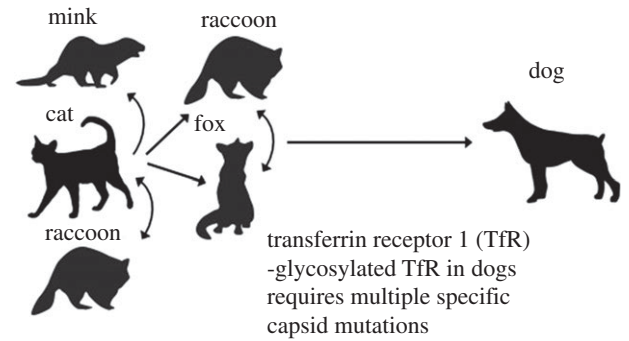 mink
raccoon
dog
cat
fox
raccoon
transferrin receptor 1 (TfR)
-glycosylated TfR in dogs
requires multiple specific
capsid mutations